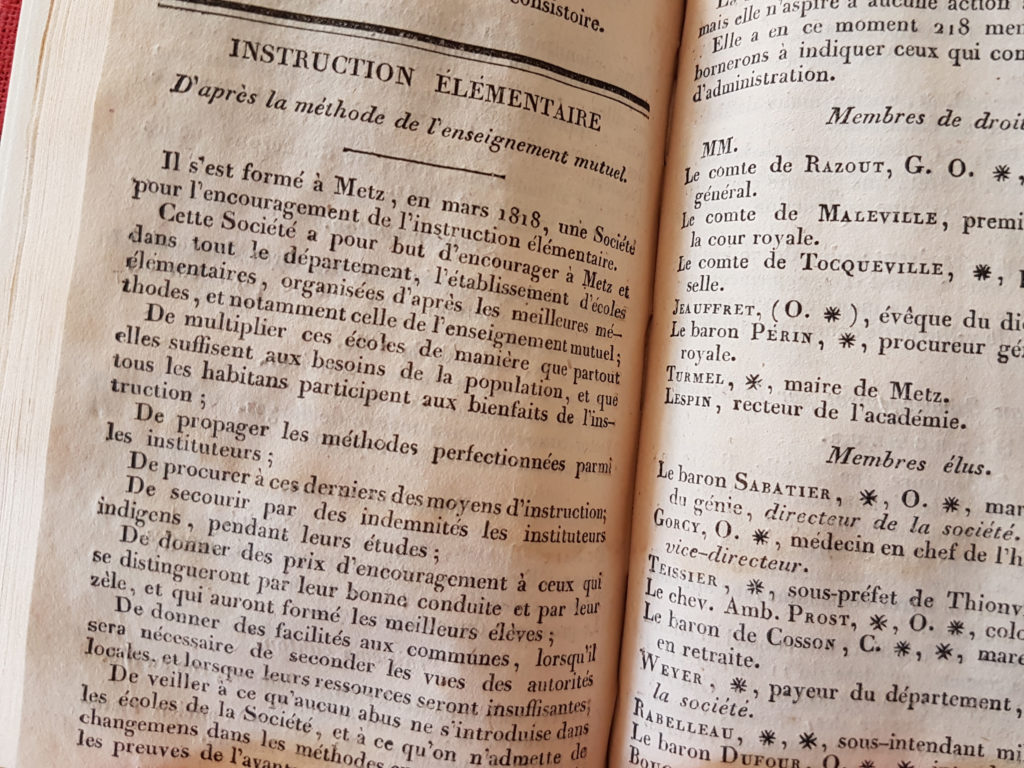 consistoire.
INSTRUCTION ÉLÉMENTAIRE
D'après la méthode de l'enseignement mutuel.
Il s'est formé à Metz, en mars 1818, une Société
pour l'encouragement de l'instruction élémentaire.
Cette Société a pour but d'encourager à Metz et
dans tout le département, l'établissement d'écoles
élémentaires, organisées d'après les meilleures mé-
thodes, et notamment celle de l'enseignement mutuel;
De multiplier ces écoles de manière que partout
elles suffisent aux besoins de la population, et que
tous les habitans participent aux bienfaits de l'ins-
truction;
De propager les méthodes perfectionnées parmi
les instituteurs;
De procurer à ces derniers des moyens d'instruction;
De secourir par des indemnités les instituteurs
indigens, pendant leurs études;
De donner des prix d'encouragement à ceux qui
se distingueront par leur bonne conduite et par leur
zèle, et qui auront formé les meilleurs élèves;
De donner des facilités aux communes, lorsqu'il
sera nécessaire de seconder les vues des autorités
locales, et lorsque leurs ressources seront insuffisantes;
De veiller à ce qu'aucun abus ne s'introduise dans
les écoles de la Société, et à ce qu'on n'admette de
changemens dans les méthodes
les preuves de
mais elle n'aspire à aucune action
Elle a en ce moment 218
bornerons à indiquer ceux qui
d'administration.
Membres de droit
MM.
Le comte de RAZOUT, G. O. ✳,
général.
Le comte de MALEVILLE,
la cour royale.
Le comte de TOCQUEVILLE, ✳,
selle.
JEAUFFRET, (O. ✳), évêque du
Le baron PÉRIN, ✳, procureur
royale.
TURMEL, ✳, maire de Metz.
LESPIN, recteur de l'académie.
Membres élus.
Le baron SABATIER, ✳, O. ✳,
du génie, directeur de la société.
GORCY, O. ✳, médecin en chef de
vice-directeur.
TEISSIER, ✳, sous-préfet de
Le chev. Amb. PROST, ✳, O. ✳,
Le baron de COSSON, C. ✳, ✳,
en retraite.
WEYER, ✳, payeur du département,
la société.
RABELLEAU, ✳, ✳, sous-intendant
Le baron DUFOUR, O. ✳